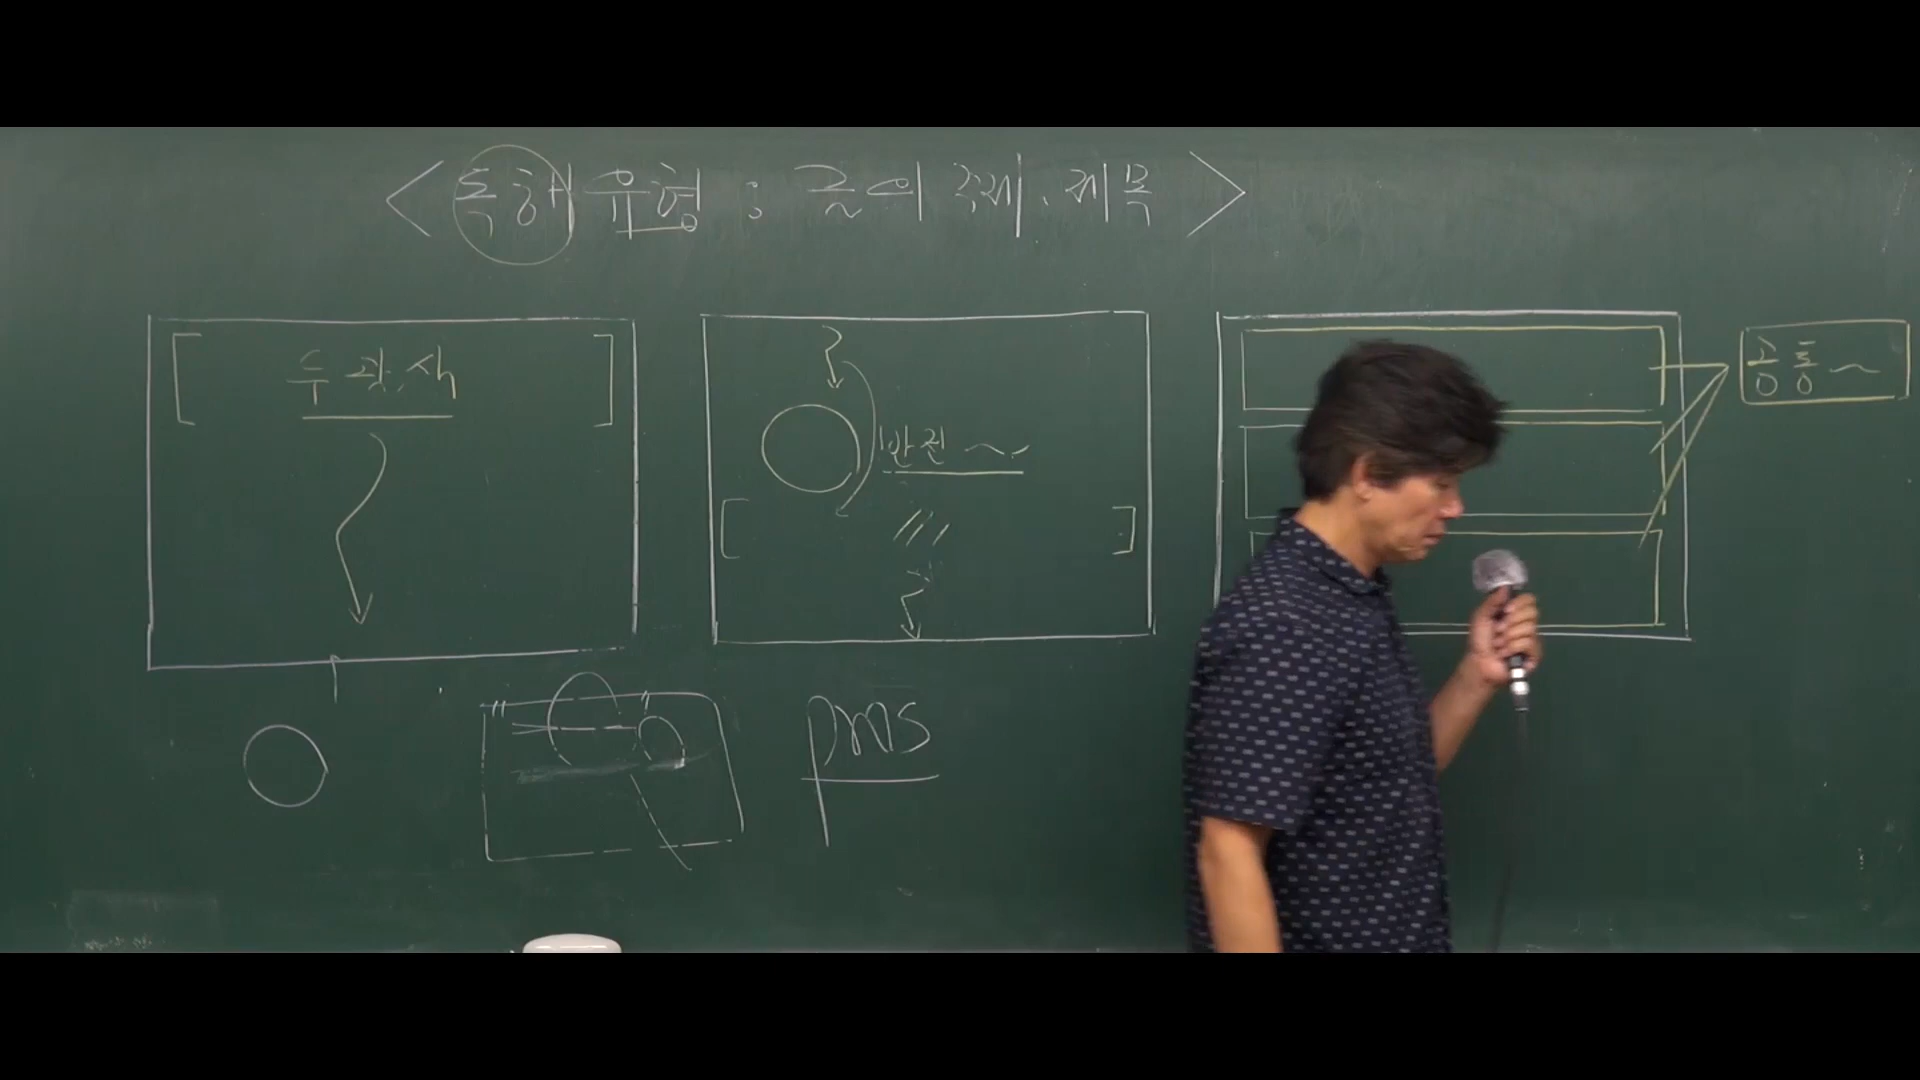 < 독해 유형 : 글의 주제 . 제목 >
두괄식
반전 ~
공통 ~
PMS